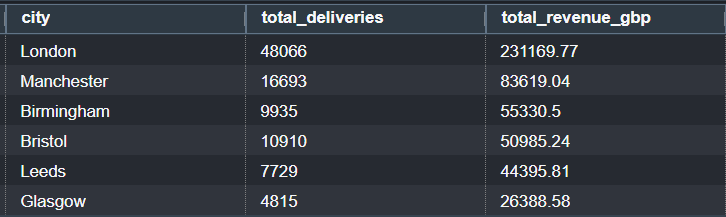 city total_deliveries total_revenue_gbp
London 48066 231169.77
Manchester 16693 83619.04
Birmingham 9935 55330.5
Bristol 10910 50985.24
Leeds 7729 44395.81
Glasgow 4815 26388.58